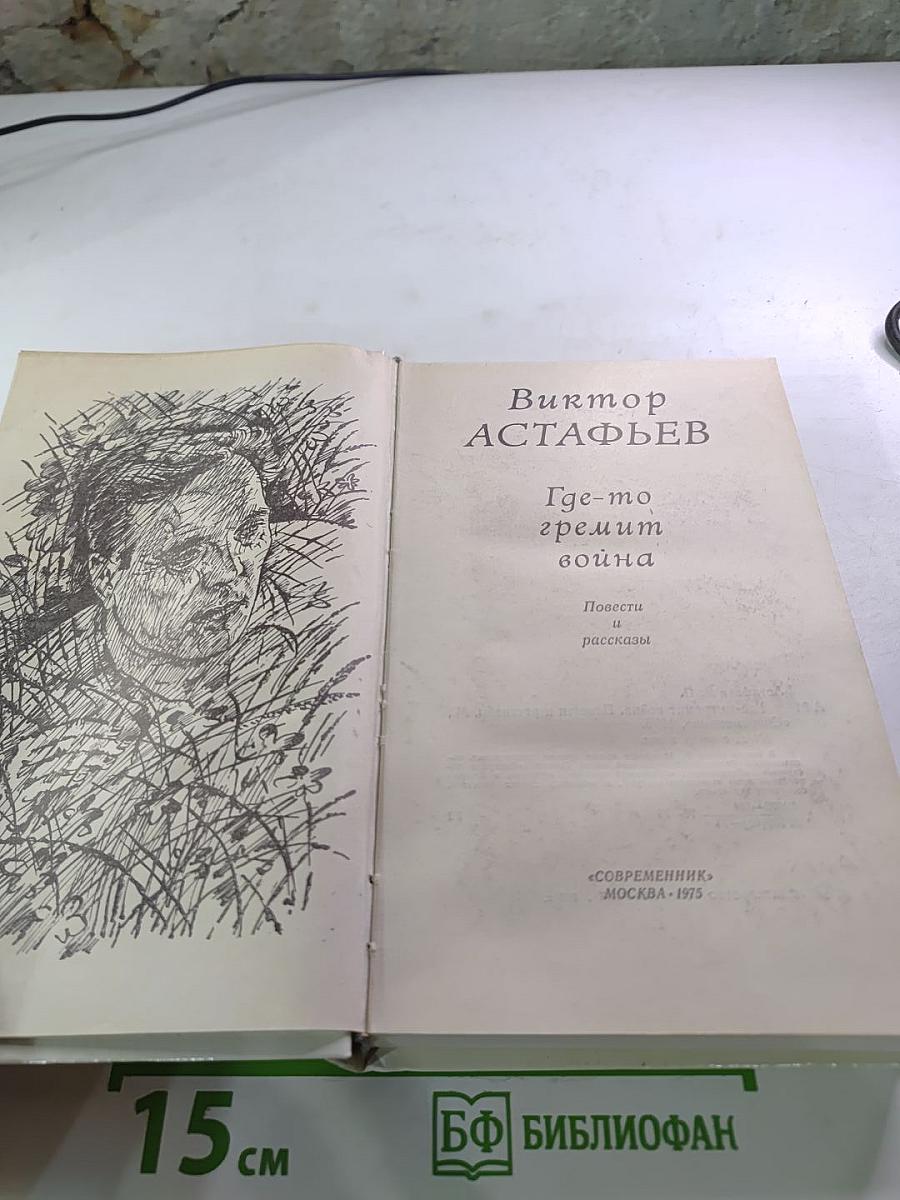 Виктор
АСТАФЬЕВ
Где-то
гремит
война
Повести
и
рассказы
«СОВРЕМЕННИК»
МОСКВА • 1975
15 см
БФ БИБЛИОФАН